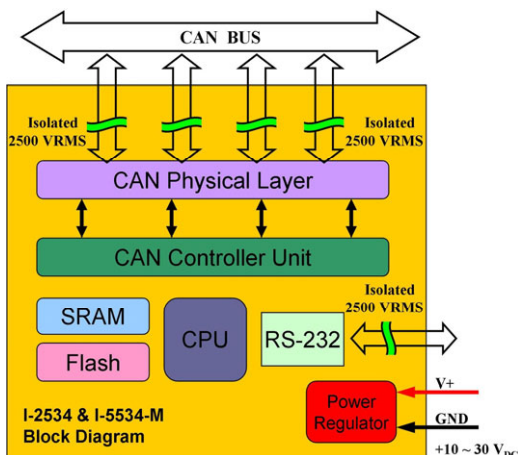 CAN BUS
Isolated
2500 VRMS
Isolated
2500 VRMS
CAN Physical Layer
CAN Controller Unit
Isolated
2500 VRMS
SRAM
CPU
RS-232
Flash
V+
Power
Regulator
GND
I-2534 & I-5534-M
Block Diagram
+10 ~ 30 VDC